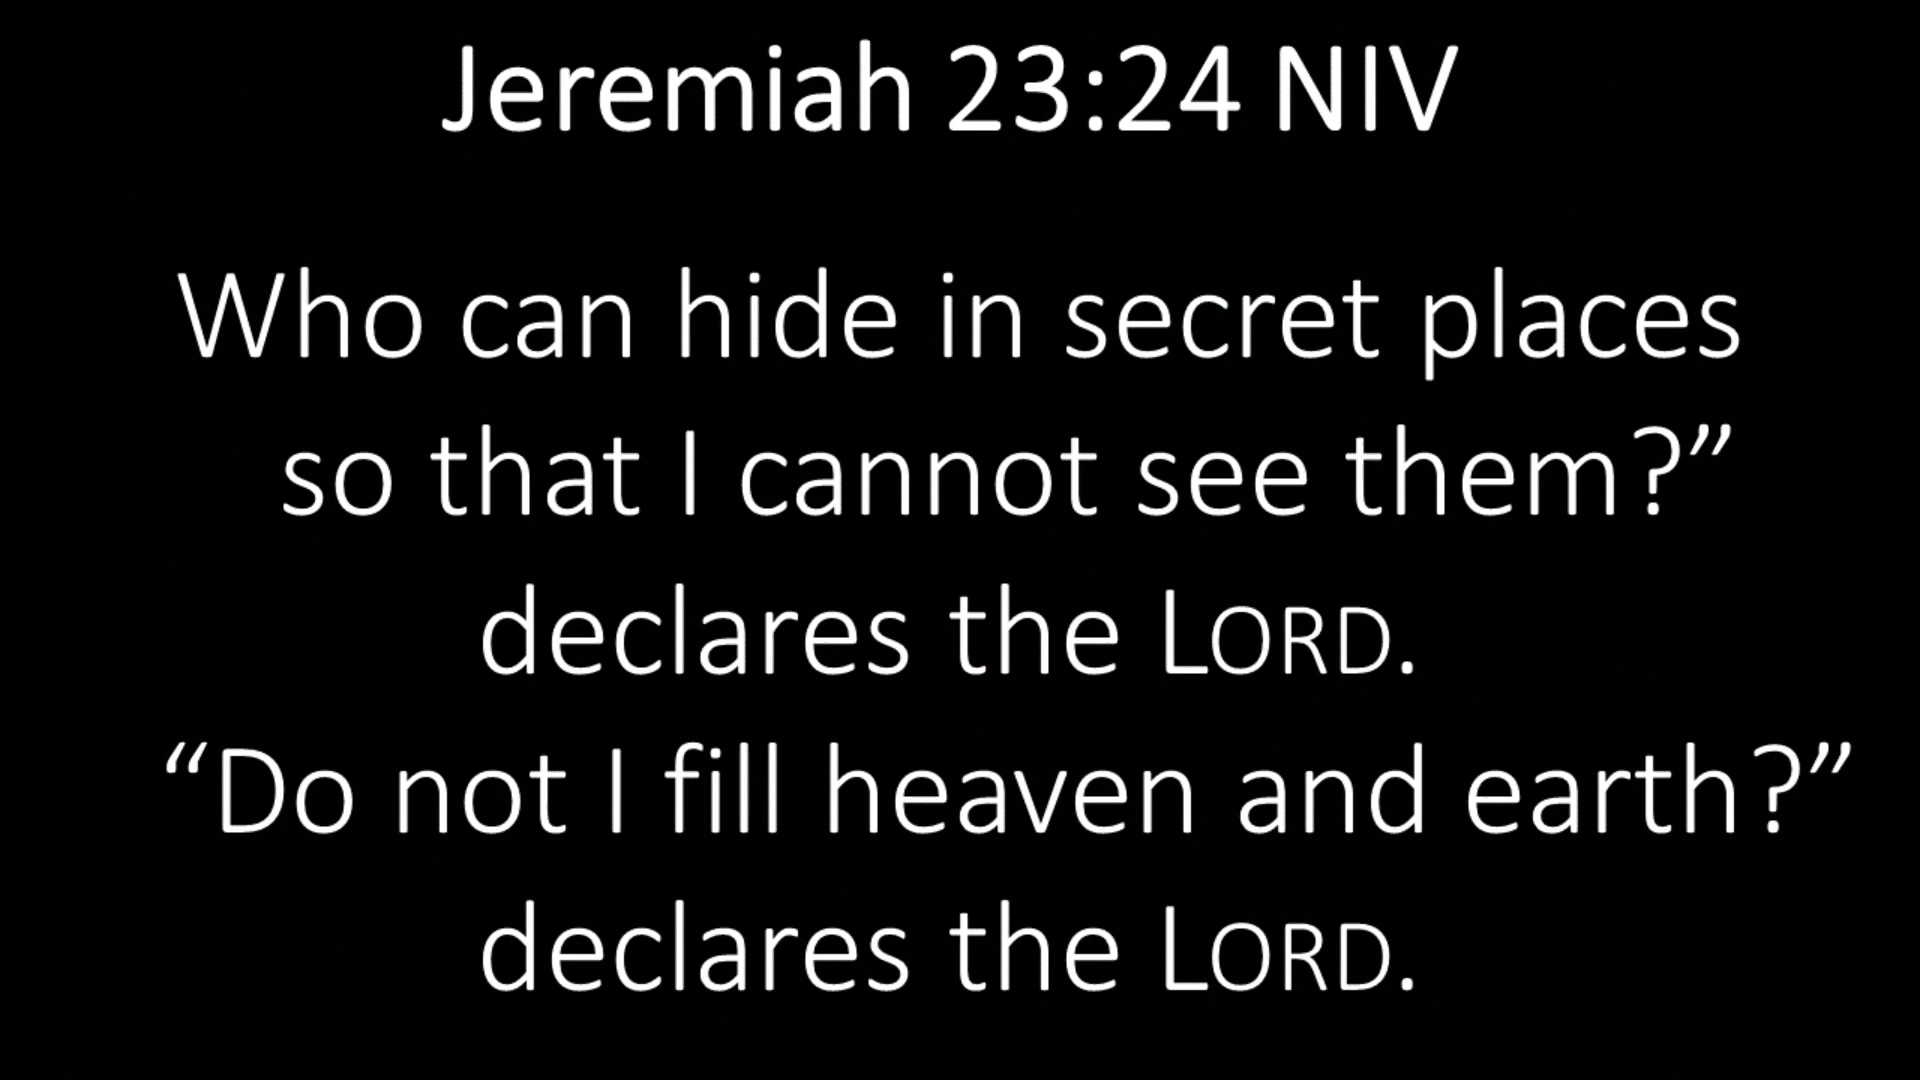 Jeremiah 23:24 NIV
Who can hide in secret places
so that I cannot see them?”
declares the LORD.
“Do not I fill heaven and earth?”
declares the LORD.